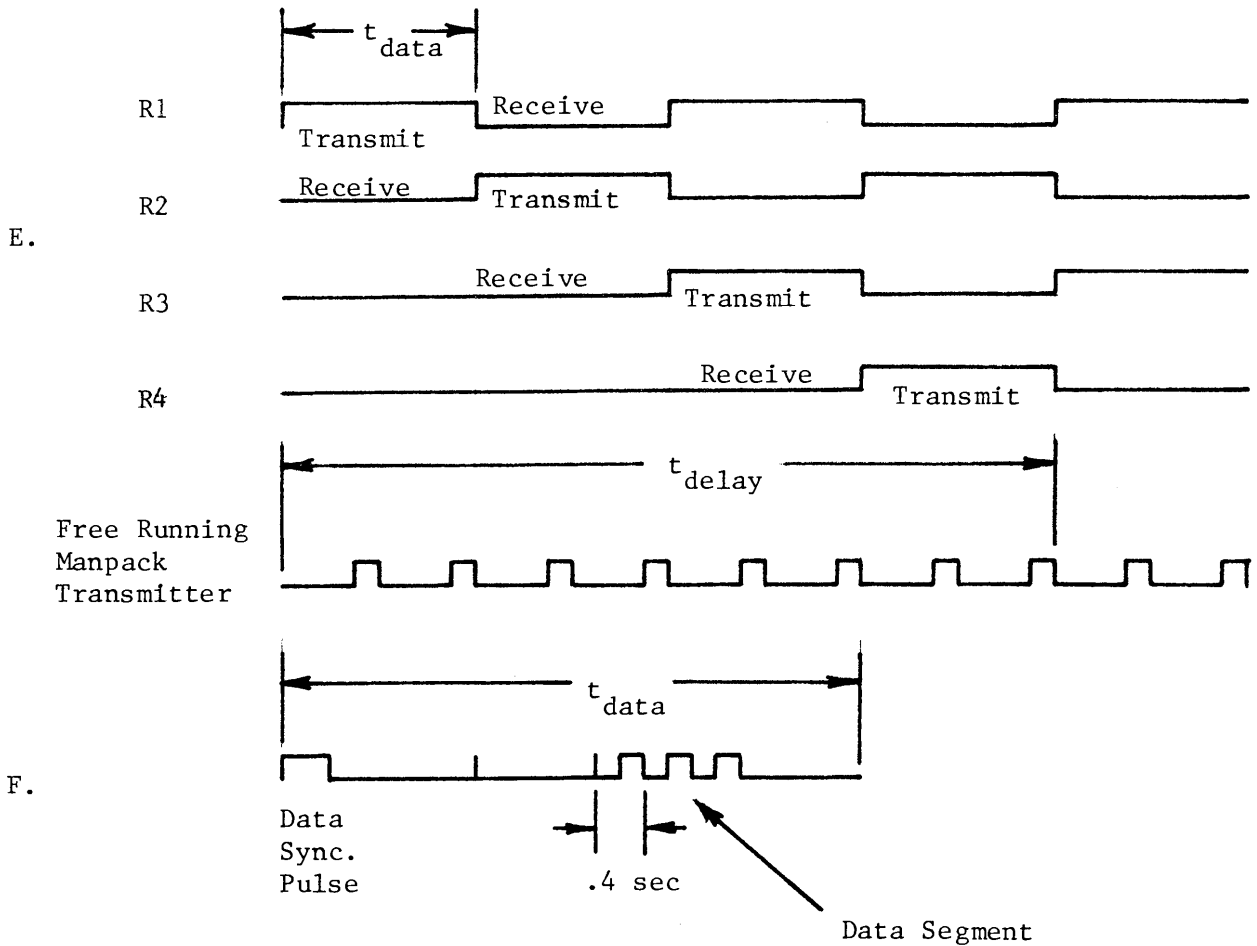 t data
R1
Receive
Transmit
Receive
R2
Transmit
E.
Receive
R3
Transmit
Receive
R4
Transmit
t delay
Free Running
Manpack
Transmitter
t data
F.
Data
Sync.
Pulse
.4 sec
Data Segment